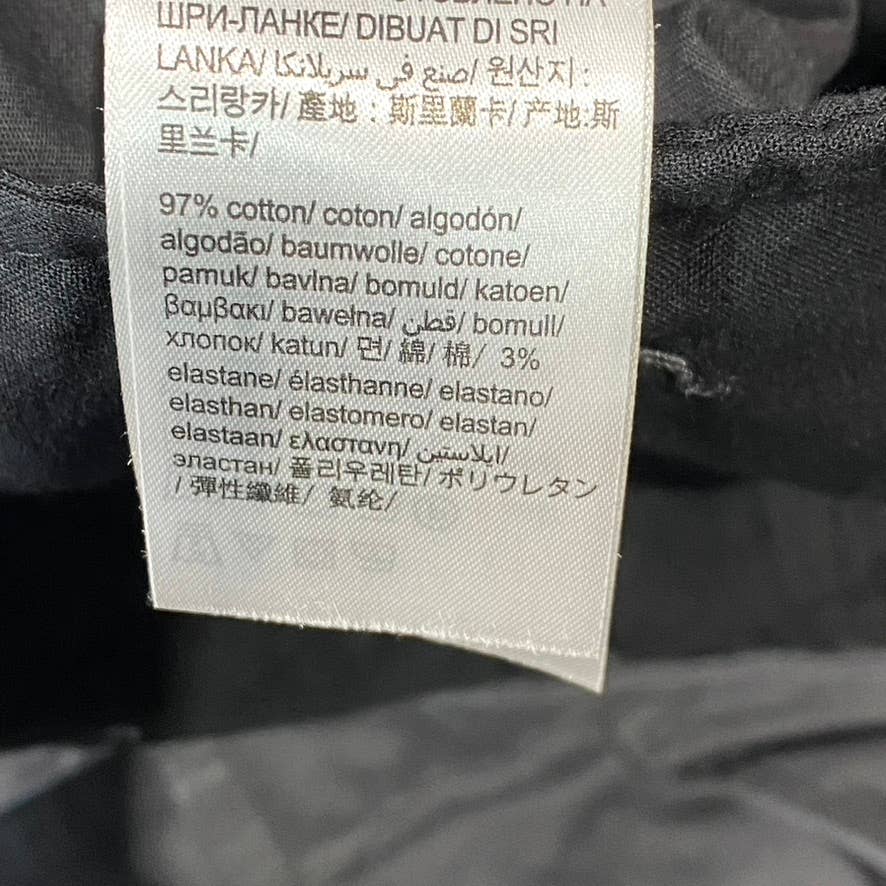 ШРИ-ЛАНКЕ/ DIBUAT DI SRI
LANKA/ صنع في سريلانكا/ 원산지 :
스리랑카/ 產地 : 斯里蘭卡/ 产地:斯
里兰卡/
97% cotton/ coton/ algodón/
algodão/ baumwolle/ cotone/
pamuk/ bavlna/ bomuld/ katoen/
βαμβακι/ bawełna/ قطن/ bomull/
хлопок/ katun/ 면/ 綿/ 棉/ 3%
elastane/ élasthanne/ elastano/
elasthan/ elastomero/ elastan/
elastaan/ ελαστανη/ ايلاستين/
эластан/ 폴리우레탄/ ポリウレタン
/ 彈性纖維/ 氨纶/